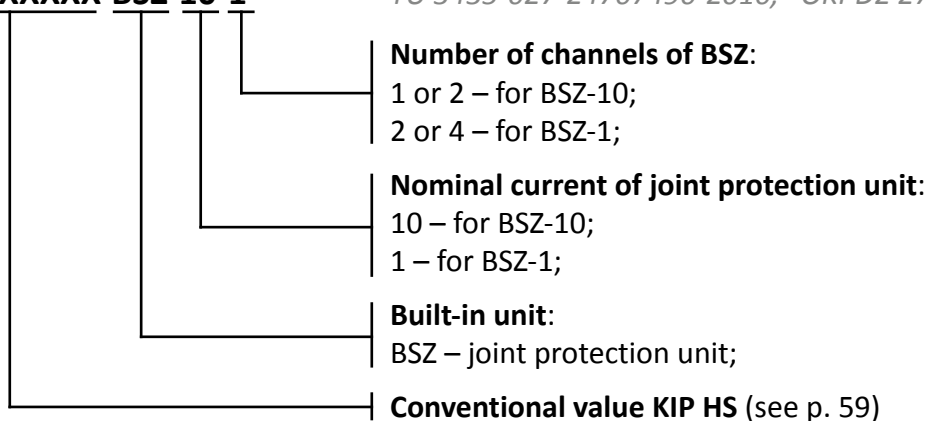 BSZ 10 1
Number of channels of BSZ:
1 or 2 – for BSZ-10;
2 or 4 – for BSZ-1;
Nominal current of joint protection unit:
10 – for BSZ-10;
1 – for BSZ-1;
Built-in unit:
BSZ – joint protection unit;
Conventional value KIP HS (see p. 59)